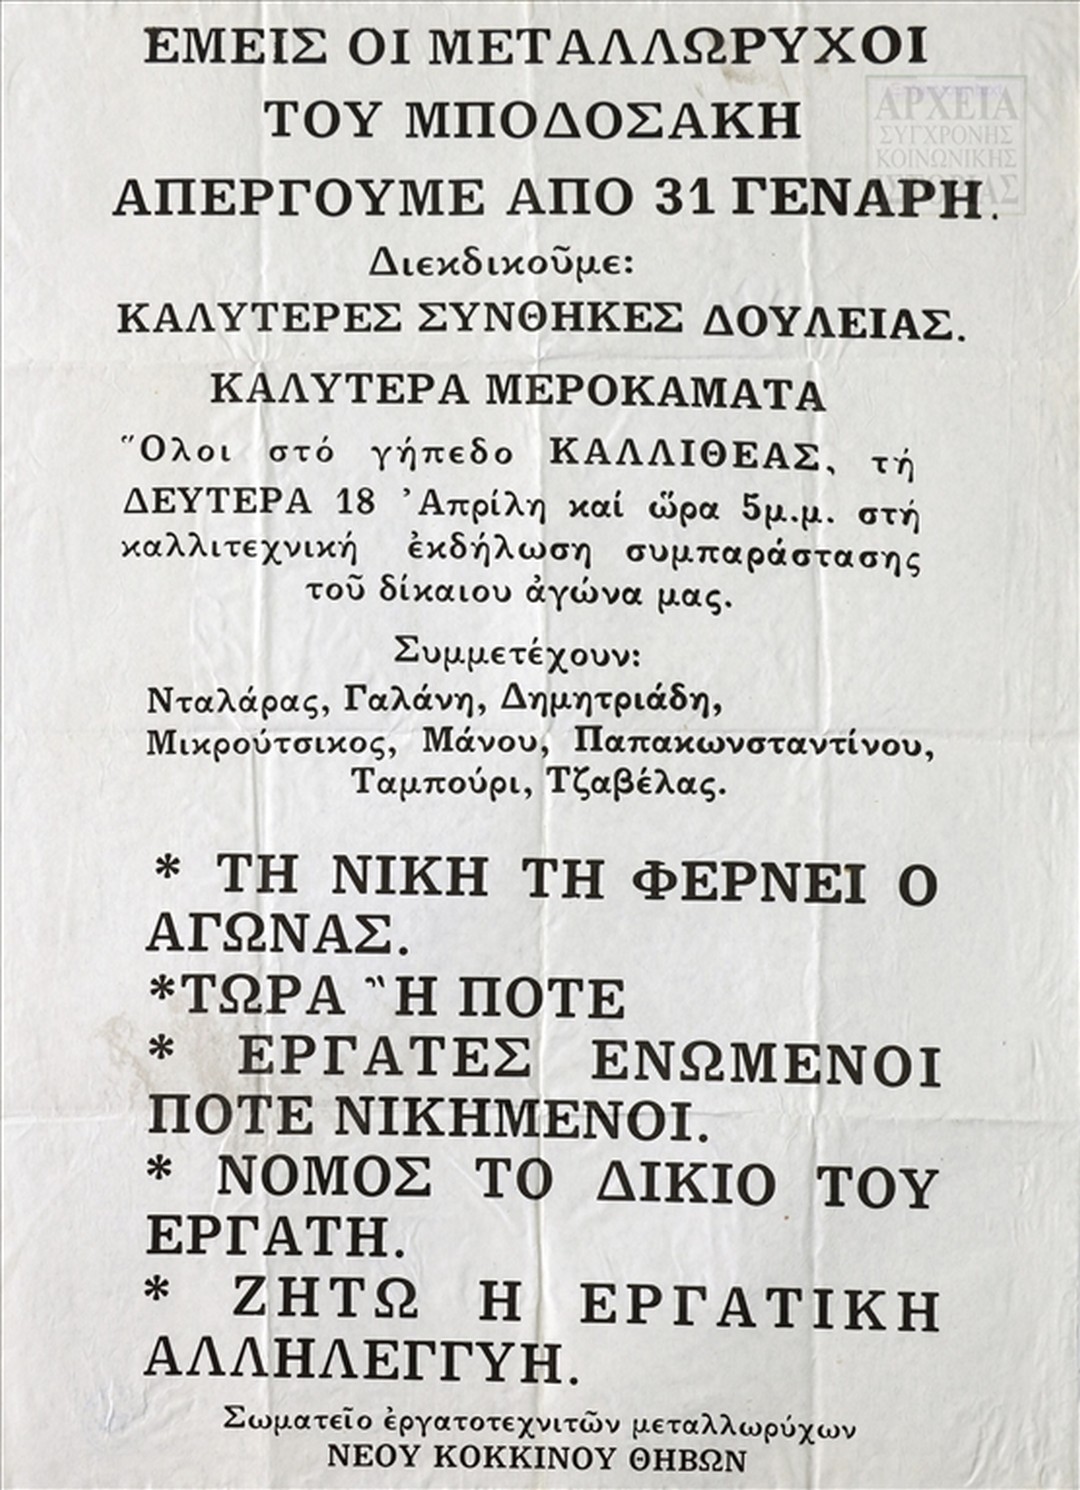 ΕΜΕΙΣ ΟΙ ΜΕΤΑΛΛΩΡΥΧΟΙ
ΤΟΥ ΜΠΟΔΟΣΑΚΗ
ΑΡΧΕΙΑ
ΣΥΓΧΡΟΝΗΣ
ΚΟΙΝΩΝΙΚΗΣ
ΙΣΤΟΡΙΑΣ
ΑΠΕΡΓΟΥΜΕ ΑΠΟ 31 ΓΕΝΑΡΗ.
Διεκδικοῦμε:
ΚΑΛΥΤΕΡΕΣ ΣΥΝΘΗΚΕΣ ΔΟΥΛΕΙΑΣ.
ΚΑΛΥΤΕΡΑ ΜΕΡΟΚΑΜΑΤΑ
Ὅλοι στό γήπεδο ΚΑΛΛΙΘΕΑΣ, τή
ΔΕΥΤΕΡΑ 18 Ἀπρίλη καί ὥρα 5μ.μ. στή
καλλιτεχνική ἐκδήλωση συμπαράστασης
τοῦ δίκαιου ἀγώνα μας.
Συμμετέχουν:
Νταλάρας, Γαλάνη, Δημητριάδη,
Μικρούτσικος, Μάνου, Παπακωνσταντίνου,
Ταμπούρι, Τζαβέλας.
* ΤΗ ΝΙΚΗ ΤΗ ΦΕΡΝΕΙ Ο
ΑΓΩΝΑΣ.
*ΤΩΡΑ Ἢ ΠΟΤΕ
* ΕΡΓΑΤΕΣ ΕΝΩΜΕΝΟΙ
ΠΟΤΕ ΝΙΚΗΜΕΝΟΙ.
* ΝΟΜΟΣ ΤΟ ΔΙΚΙΟ ΤΟΥ
ΕΡΓΑΤΗ.
* ΖΗΤΩ Η ΕΡΓΑΤΙΚΗ
ΑΛΛΗΛΕΓΓΥΗ.
Σωματεῖο ἐργατοτεχνιτῶν μεταλλωρύχων
ΝΕΟΥ ΚΟΚΚΙΝΟΥ ΘΗΒΩΝ